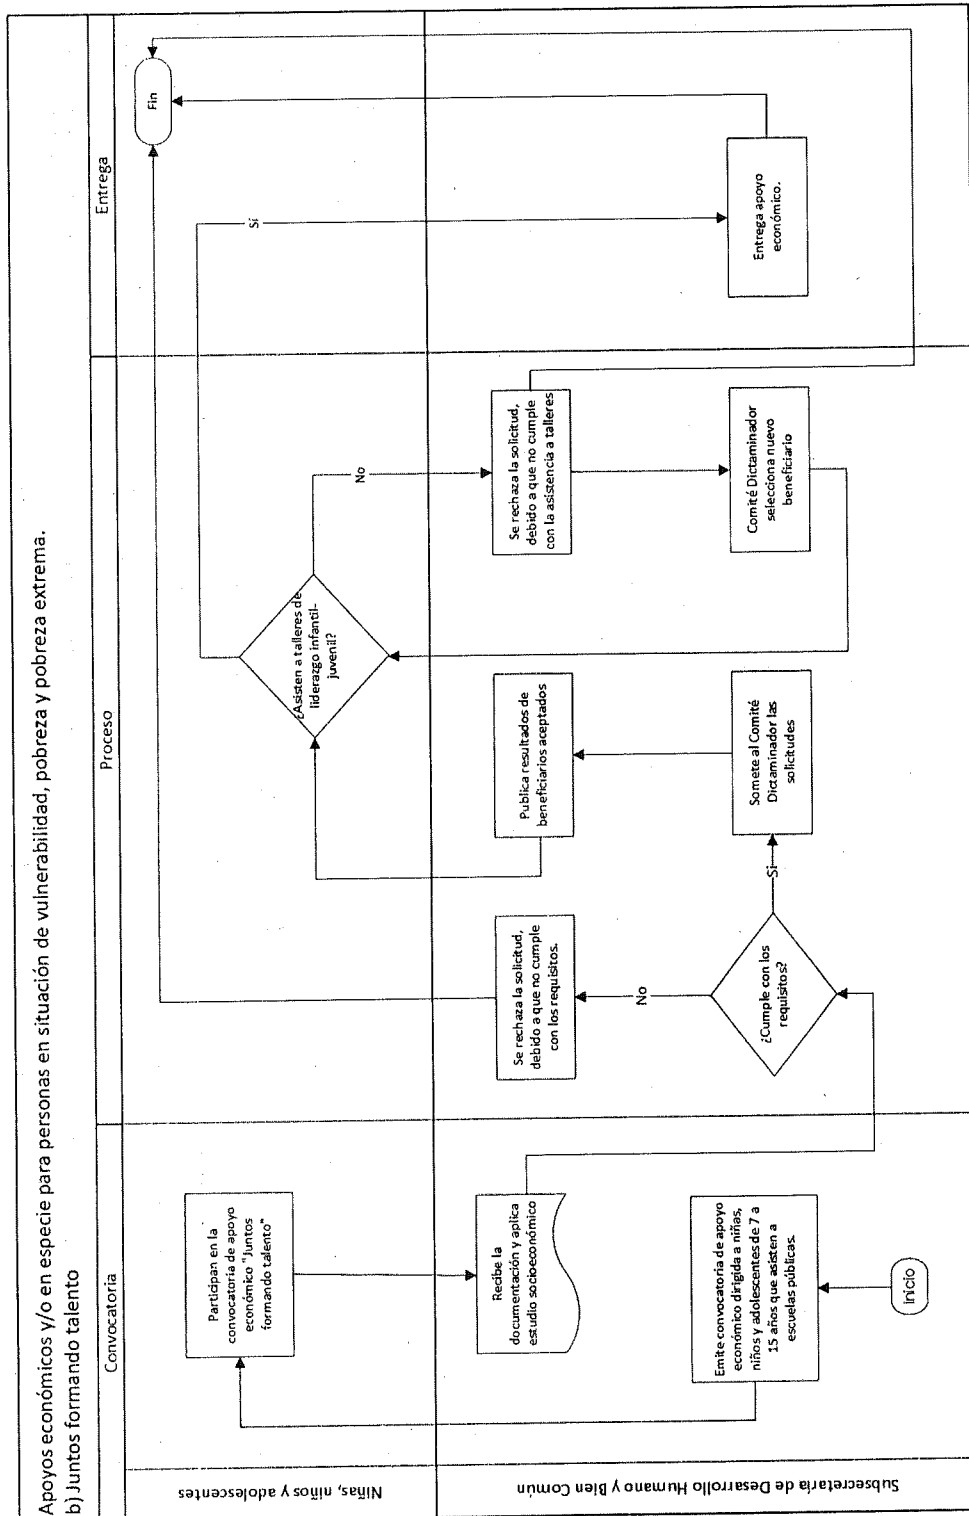 Apoyos económicos y/o en especie para personas en situación de vulnerabilidad, pobreza y pobreza extrema.
b) Juntos formando talento
Convocatoria
Proceso
Entrega
Niñas, niños y adolescentes
Subsecretaría de Desarrollo Humano y Bien Común
inicio
Emite convocatoria de apoyo
económico dirigida a niñas,
niños y adolescentes de 7 a
15 años que asisten a
escuelas públicas.
Participan en la
convocatoria de apoyo
económico "Juntos
formando talento"
Recibe la
documentación y aplica
estudio socioeconómico
¿Cumple con los
requisitos?
No
Se rechaza la solicitud,
debido a que no cumple
con los requisitos.
Si
Somete al Comité
Dictaminador las
solicitudes
Publica resultados de
beneficiarios aceptados
¿Asisten a talleres de
liderazgo infantil-
juvenil?
No
Se rechaza la solicitud,
debido a que no cumple
con la asistencia a talleres
Comité Dictaminador
selecciona nuevo
beneficiario
Sí
Entrega apoyo
económico.
Fin